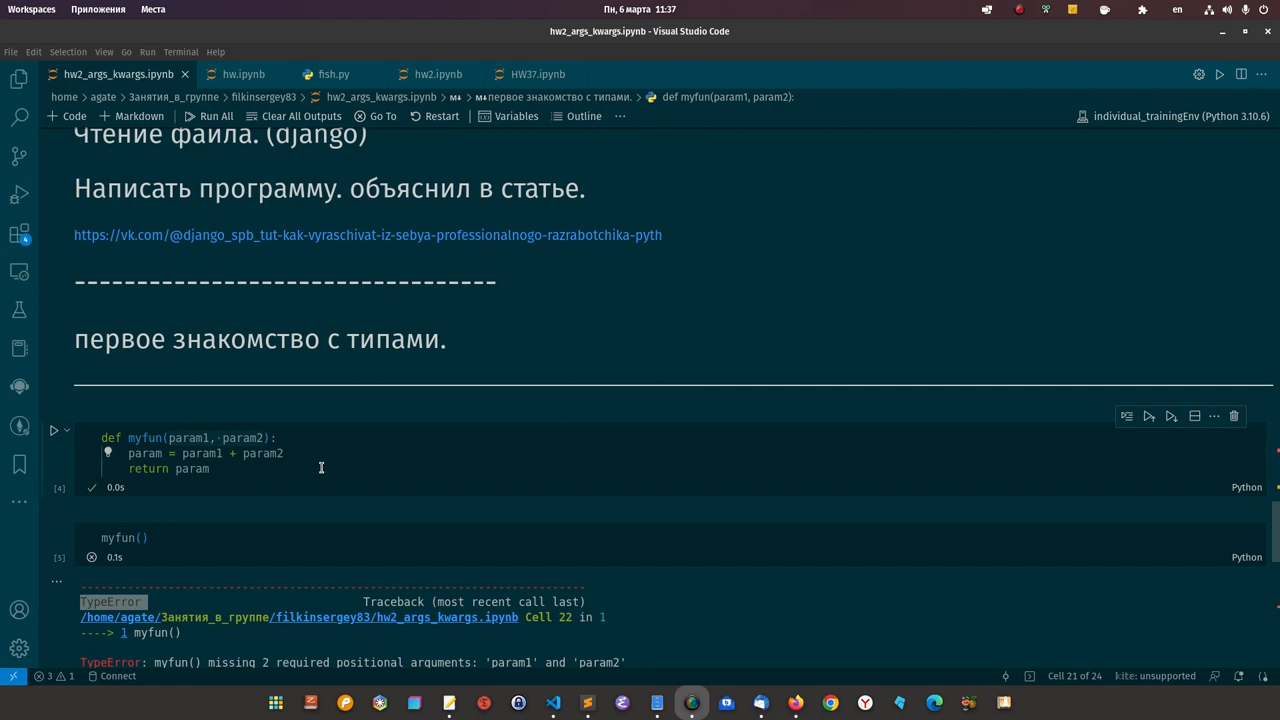 Workspaces Приложения Места Пн, 6 марта 11:37 en
hw2_args_kwargs.ipynb - Visual Studio Code
File Edit Selection View Go Run Terminal Help
hw2_args_kwargs.ipynb hw.ipynb fish.py hw2.ipynb HW37.ipynb
home > agate > Занятия_в_группе > filkinsergey83 > hw2_args_kwargs.ipynb > первое знакомство с типами. > def myfun(param1, param2):
+ Code + Markdown Run All Clear All Outputs Go To Restart Variables Outline ... individual_trainingEnv (Python 3.10.6)
Чтение файла. (django)
Написать программу. объяснил в статье.
https://vk.com/@django_spb_tut-kak-vyraschivat-iz-sebya-professionalnogo-razrabotchika-pyth
---------------------------------
первое знакомство с типами.
def myfun(param1, param2):
param = param1 + param2
return param
[4] 0.0s Python
myfun()
[5] 0.1s Python
TypeError Traceback (most recent call last)
/home/agate/Занятия_в_группе/filkinsergey83/hw2_args_kwargs.ipynb Cell 22 in 1
----> 1 myfun()
TypeError: myfun() missing 2 required positional arguments: 'param1' and 'param2'
3 1 Connect Cell 21 of 24 kite: unsupported